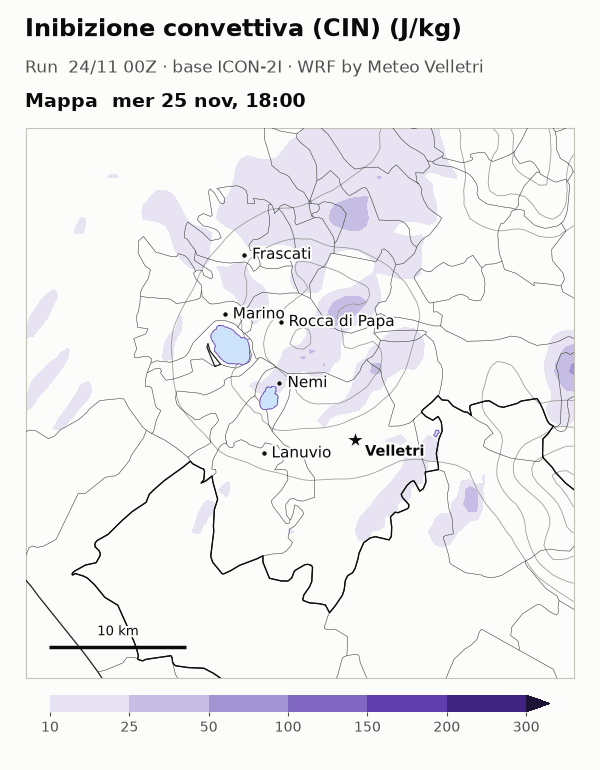 Inibizione convettiva (CIN) (J/kg)
Run  24/11 00Z · base ICON-2I · WRF by Meteo Velletri
Mappa  mer 25 nov, 18:00
Frascati
Marino
Rocca di Papa
Nemi
Velletri
Lanuvio
10 km
10 25 50 100 150 200 300